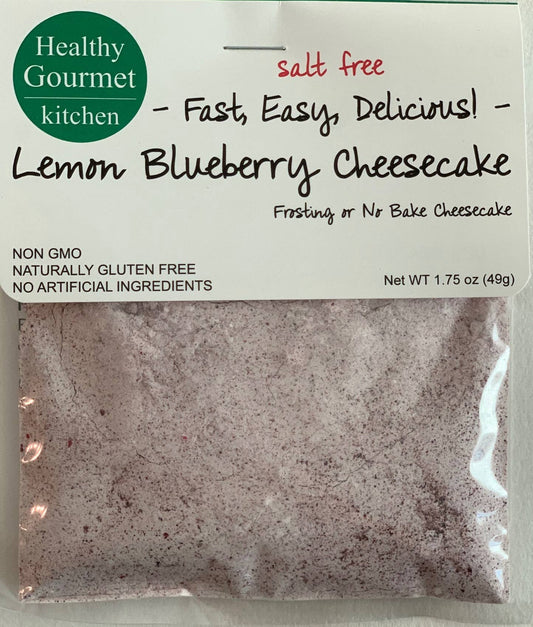 Healthy
Gourmet
kitchen
salt free
- Fast, Easy, Delicious! -
Lemon Blueberry Cheesecake
Frosting or No Bake Cheesecake
NON GMO
NATURALLY GLUTEN FREE
NO ARTIFICIAL INGREDIENTS
Net WT 1.75 oz (49g)